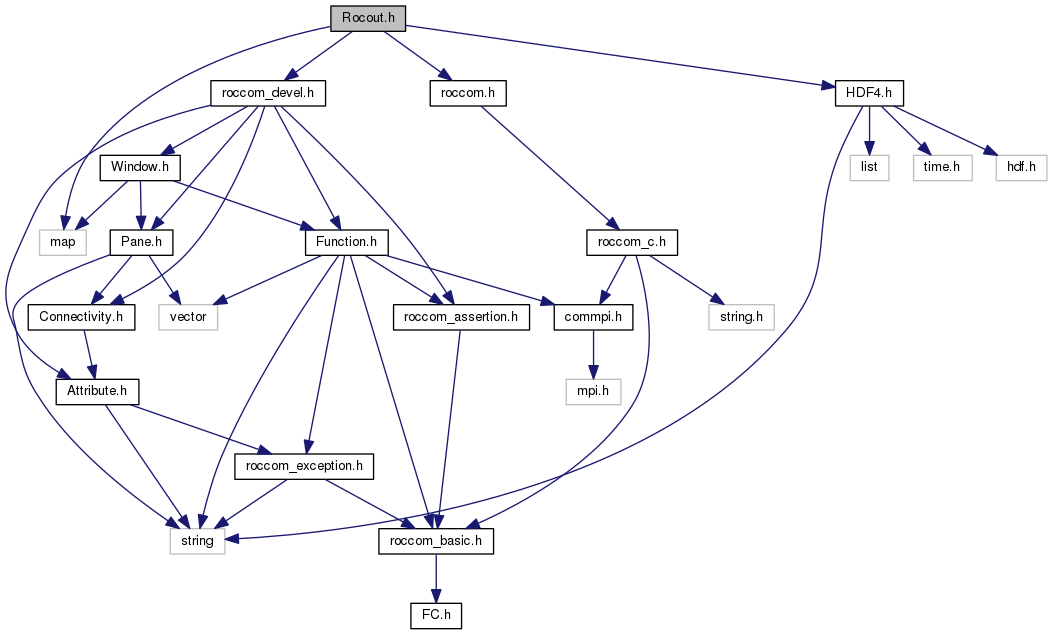 Rocout.h
roccom_devel.h
roccom.h
HDF4.h
Window.h
list
time.h
hdf.h
map
Pane.h
Function.h
roccom_c.h
Connectivity.h
vector
roccom_assertion.h
commpi.h
string.h
Attribute.h
mpi.h
roccom_exception.h
string
roccom_basic.h
FC.h